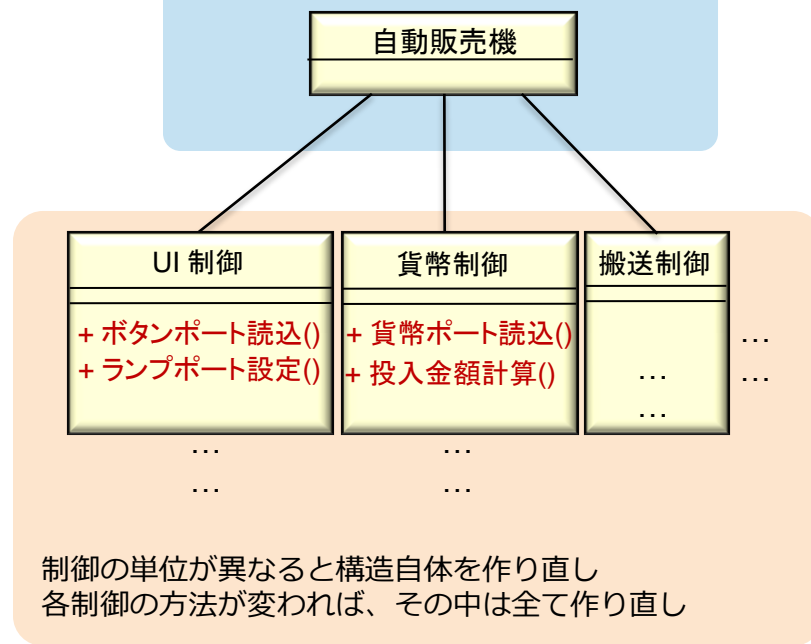 自動販売機
UI 制御
+ ボタンポート読込()
+ ランプポート設定()
…
…
貨幣制御
+ 貨幣ポート読込()
+ 投入金額計算()
…
…
搬送制御
…
…
…
…
制御の単位が異なると構造自体を作り直し
各制御の方法が変われば、その中は全て作り直し